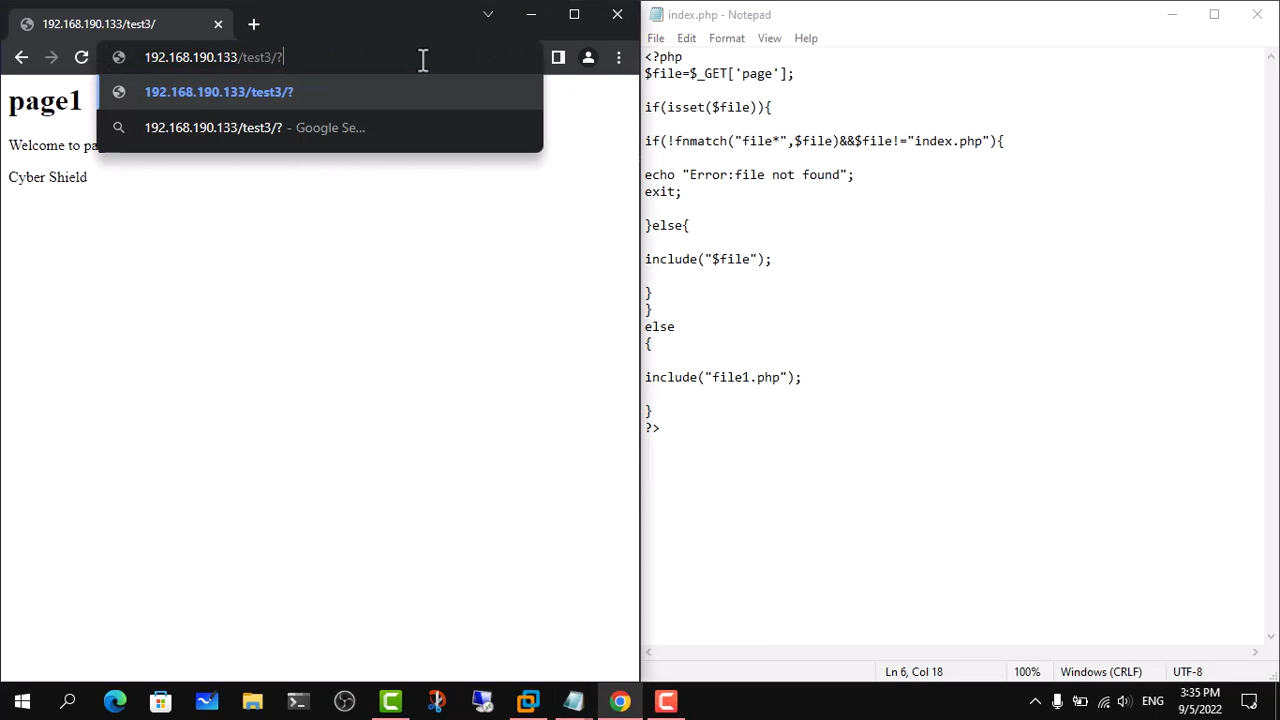 192.168.190.133/test3/
192.168.190.133/test3/?
192.168.190.133/test3/?
192.168.190.133/test3/? - Google Se...
page1
Welcome to pa
Cyber Shield
index.php - Notepad
File Edit Format View Help
<?php
$file=$_GET['page'];
if(isset($file)){
if(!fnmatch("file*",$file)&&$file!="index.php"){
echo "Error:file not found";
exit;
}else{
include("$file");
}
}
else
{
include("file1.php");
}
?>
Ln 6, Col 18 100% Windows (CRLF) UTF-8
ENG
3:35 PM
9/5/2022